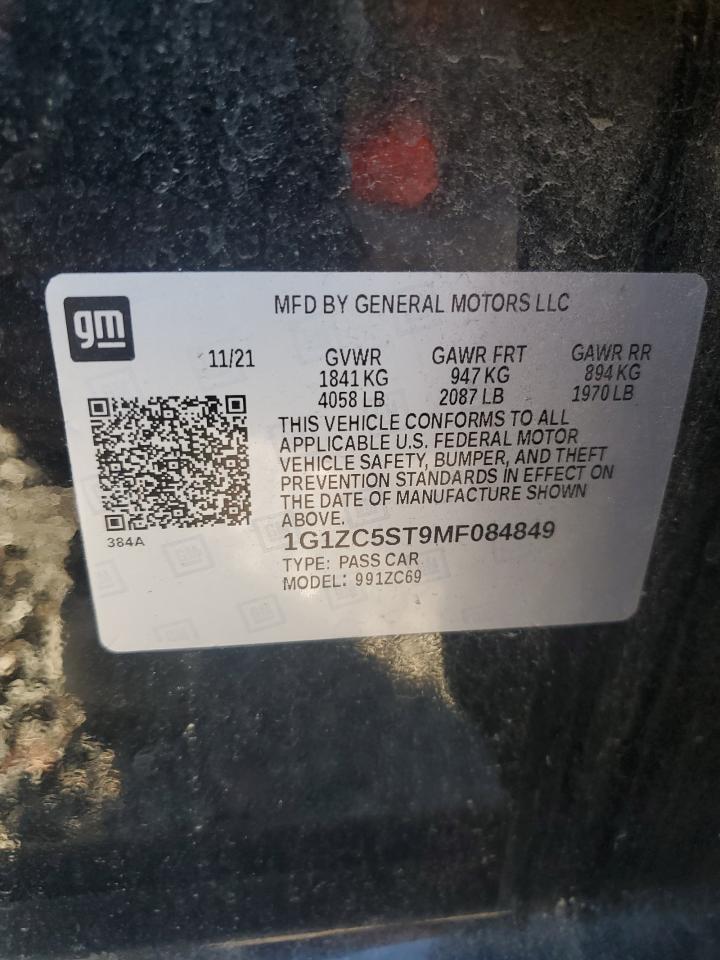 gm
MFD BY GENERAL MOTORS LLC
11/21 GVWR GAWR FRT GAWR RR
1841 KG 947 KG 894 KG
4058 LB 2087 LB 1970 LB
THIS VEHICLE CONFORMS TO ALL
APPLICABLE U.S. FEDERAL MOTOR
VEHICLE SAFETY, BUMPER, AND THEFT
PREVENTION STANDARDS IN EFFECT ON
THE DATE OF MANUFACTURE SHOWN
ABOVE.
384A
1G1ZC5ST9MF084849
TYPE: PASS CAR
MODEL: 991ZC69